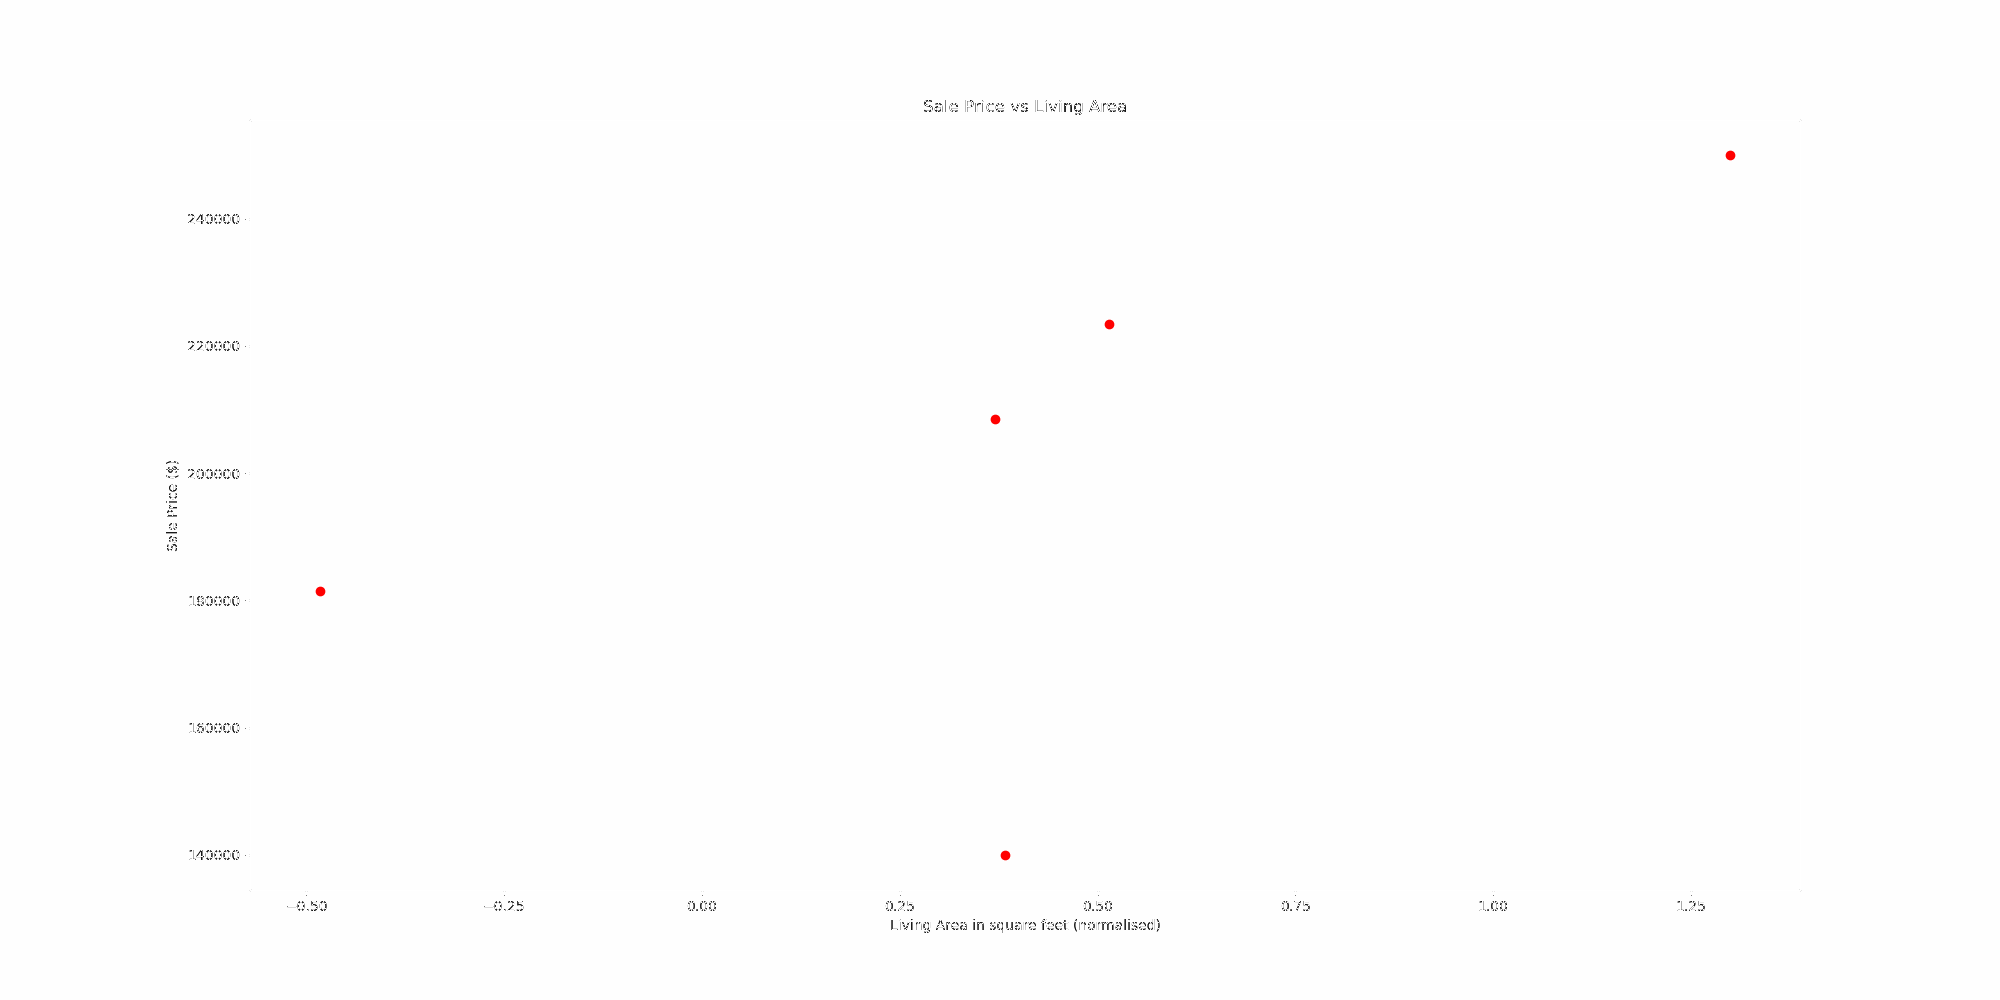 Sale Price vs Living Area
240000
220000
200000
180000
160000
140000
Sale Price ($)
−0.50 −0.25 0.00 0.25 0.50 0.75 1.00 1.25
Living Area in square feet (normalised)